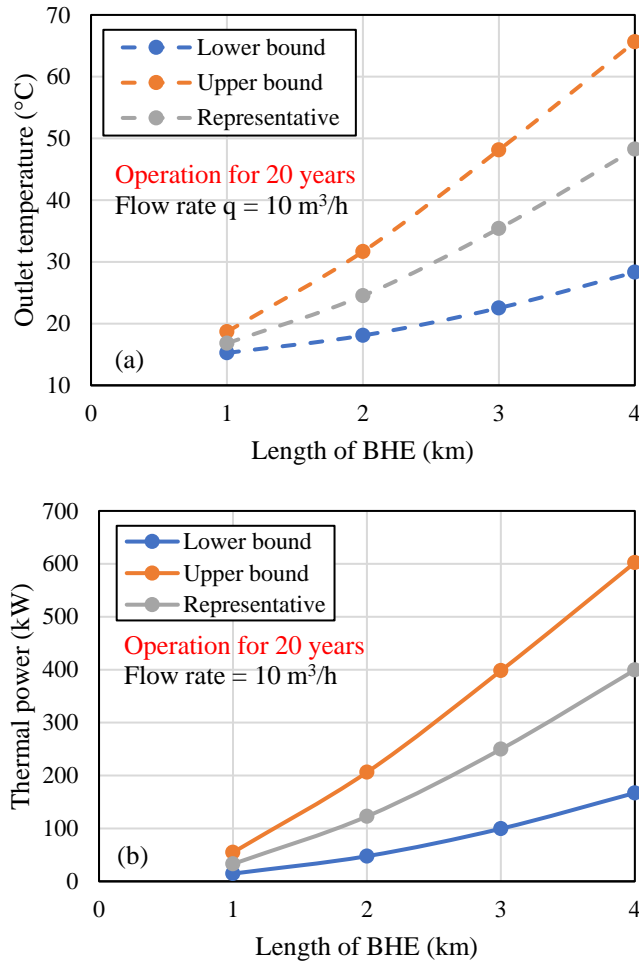 70
60
50
40
30
20
10
Outlet temperature (°C)
Lower bound
Upper bound
Representative
Operation for 20 years
Flow rate q = 10 m³/h
(a)
0 1 2 3 4
Length of BHE (km)
700
600
500
400
300
200
100
0
Thermal power (kW)
Lower bound
Upper bound
Representative
Operation for 20 years
Flow rate = 10 m³/h
(b)
0 1 2 3 4
Length of BHE (km)